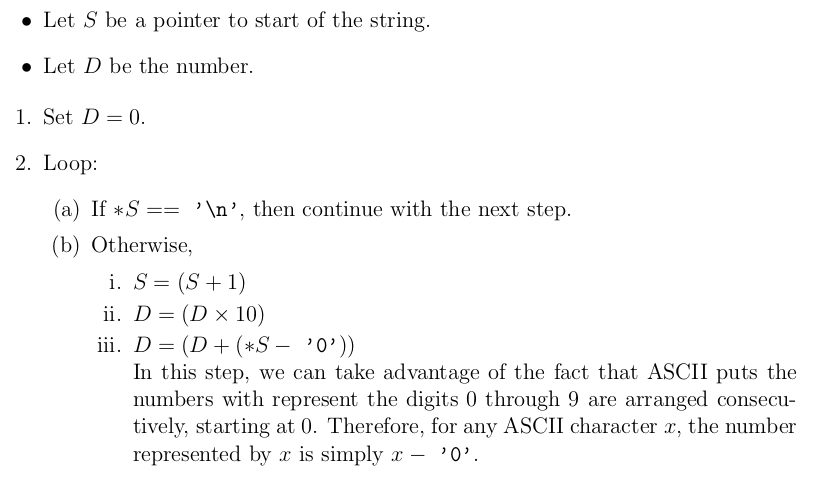 • Let S be a pointer to start of the string.
• Let D be the number.
1. Set D = 0.
2. Loop:
(a) If ∗S == '\n', then continue with the next step.
(b) Otherwise,
i. S = (S + 1)
ii. D = (D × 10)
iii. D = (D + (∗S − '0'))
In this step, we can take advantage of the fact that ASCII puts the
numbers with represent the digits 0 through 9 are arranged consecu-
tively, starting at 0. Therefore, for any ASCII character x, the number
represented by x is simply x − '0'.